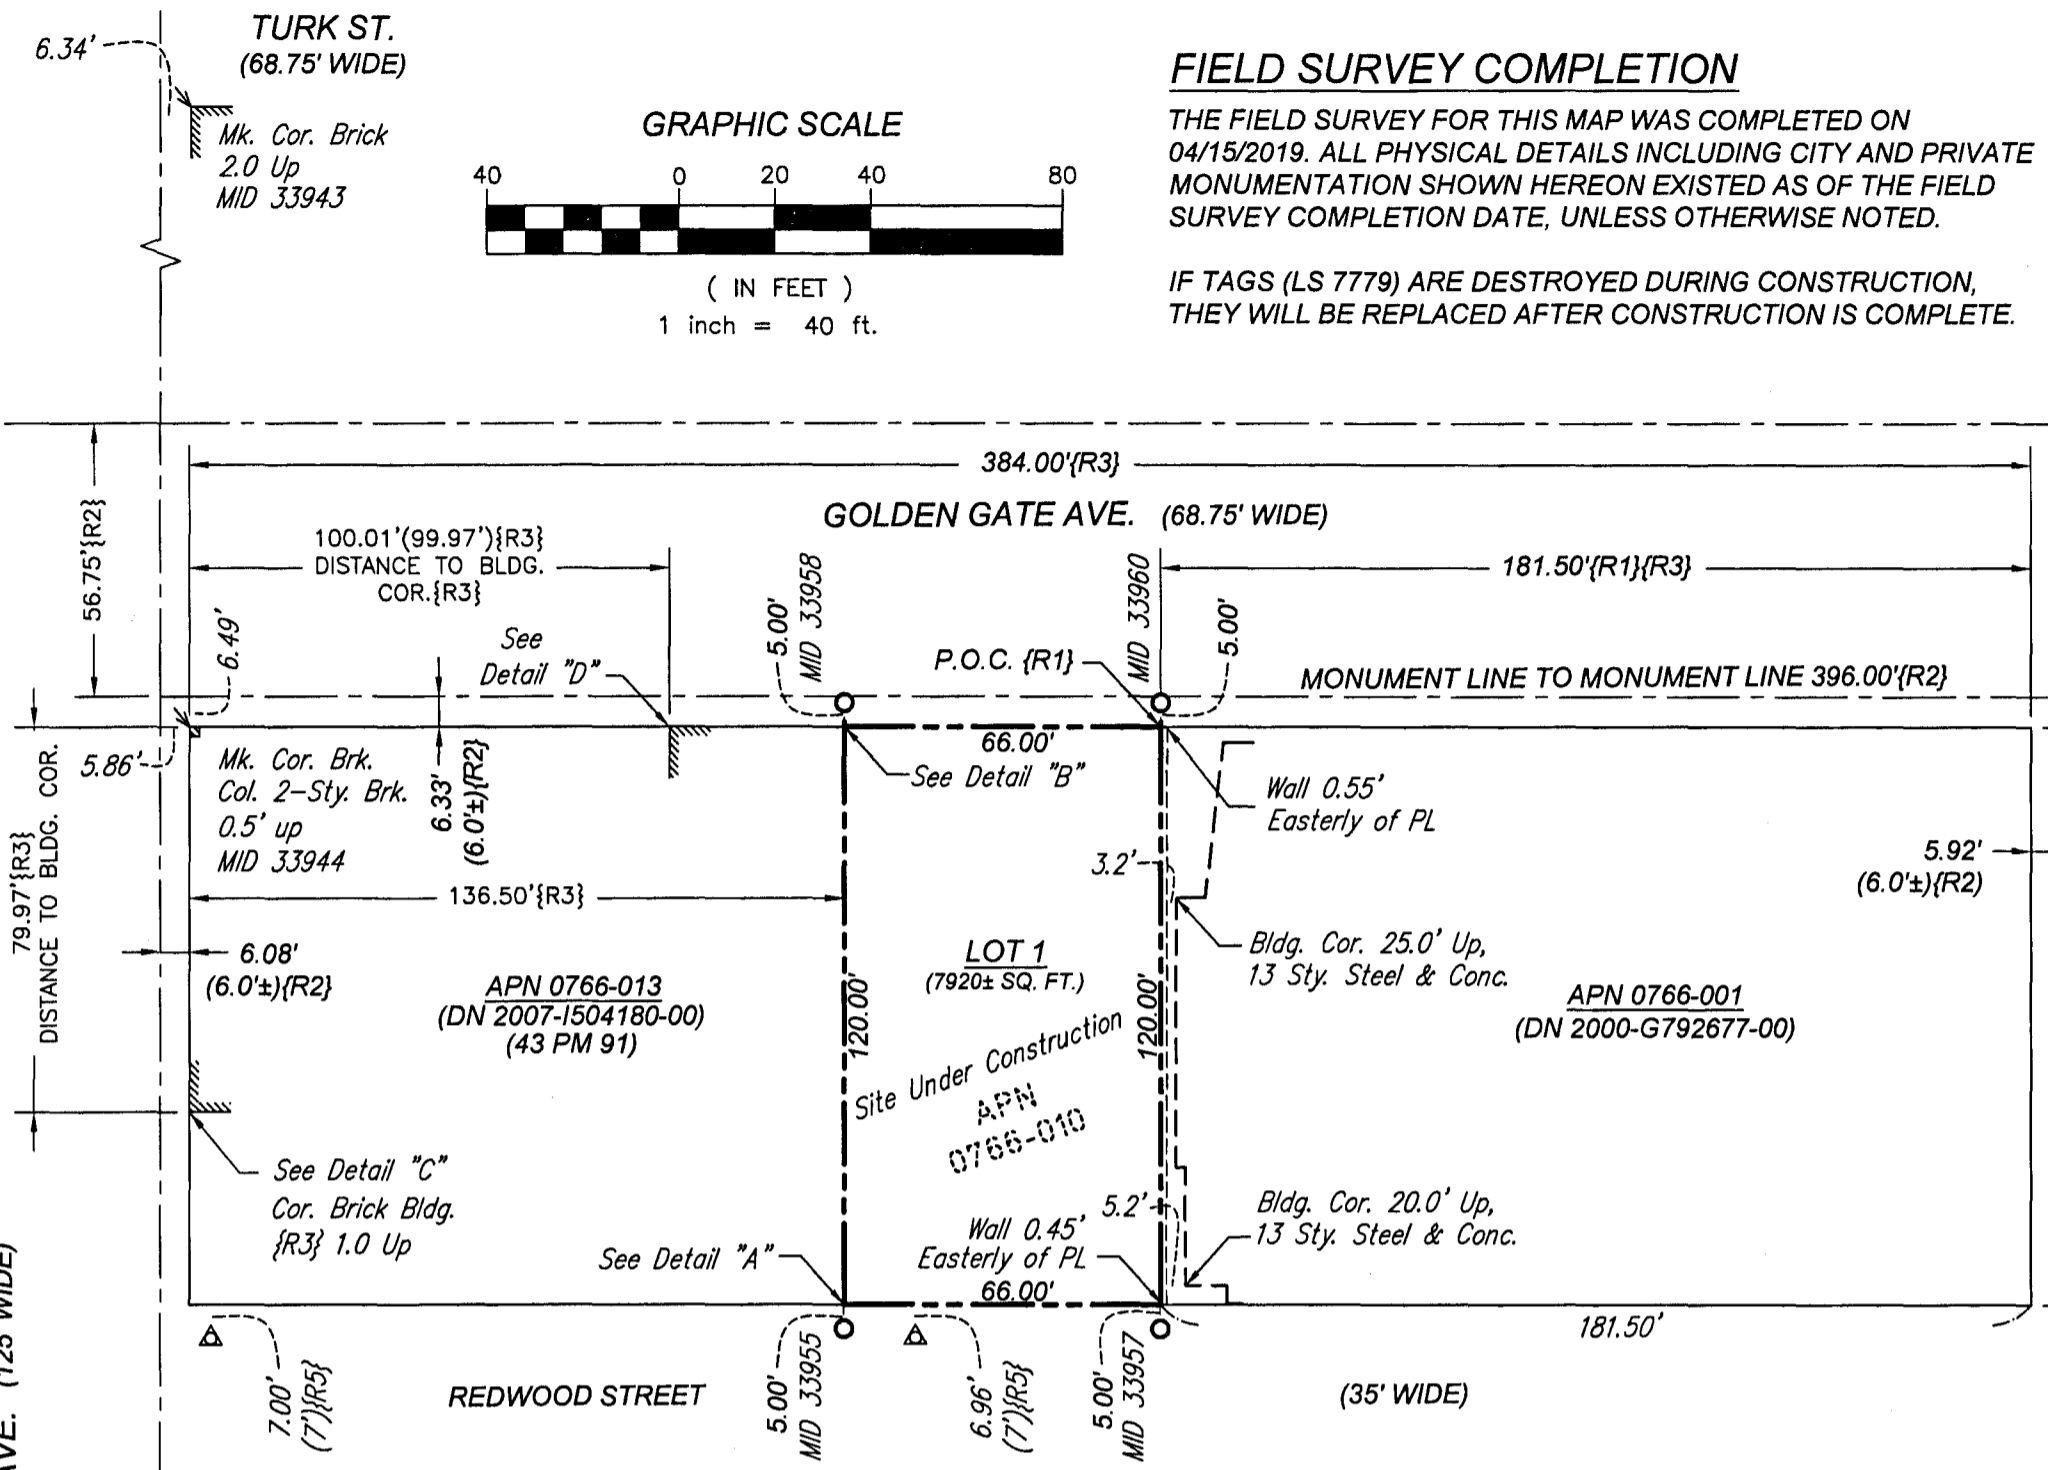 TURK ST.
(68.75' WIDE)
6.34'
Mk. Cor. Brick
2.0 Up
MID 33943
GRAPHIC SCALE
40 0 20 40 80
( IN FEET )
1 inch = 40 ft.
FIELD SURVEY COMPLETION
THE FIELD SURVEY FOR THIS MAP WAS COMPLETED ON
04/15/2019. ALL PHYSICAL DETAILS INCLUDING CITY AND PRIVATE
MONUMENTATION SHOWN HEREON EXISTED AS OF THE FIELD
SURVEY COMPLETION DATE, UNLESS OTHERWISE NOTED.
IF TAGS (LS 7779) ARE DESTROYED DURING CONSTRUCTION,
THEY WILL BE REPLACED AFTER CONSTRUCTION IS COMPLETE.
384.00'{R3}
GOLDEN GATE AVE. (68.75' WIDE)
56.75'{R2}
100.01'(99.97'){R3}
DISTANCE TO BLDG.
COR.{R3}
6.49'
See
Detail "D"
5.00'
MID 33958
P.O.C. {R1}
MID 33960
5.00'
181.50'{R1}{R3}
MONUMENT LINE TO MONUMENT LINE 396.00'{R2}
5.86'
Mk. Cor. Brk.
Col. 2-Sty. Brk.
0.5' up
MID 33944
6.33'
(6.0'±){R2}
66.00'
See Detail "B"
Wall 0.55'
Easterly of PL
79.97'{R3}
DISTANCE TO BLDG. COR.
136.50'{R3}
3.2'
5.92'
(6.0'±){R2}
6.08'
(6.0'±){R2}
APN 0766-013
(DN 2007-I504180-00)
(43 PM 91)
120.00'
LOT 1
(7920± SQ. FT.)
Site Under Construction
APN
0766-010
120.00'
Bldg. Cor. 25.0' Up,
13 Sty. Steel & Conc.
APN 0766-001
(DN 2000-G792677-00)
See Detail "C"
Cor. Brick Bldg.
{R3} 1.0 Up
See Detail "A"
Wall 0.45'
Easterly of PL
66.00'
5.2'
Bldg. Cor. 20.0' Up,
13 Sty. Steel & Conc.
181.50'
AVE. (125' WIDE)
7.00'
(7'){R5}
REDWOOD STREET
5.00'
MID 33955
6.96'
(7'){R5}
5.00'
MID 33957
(35' WIDE)